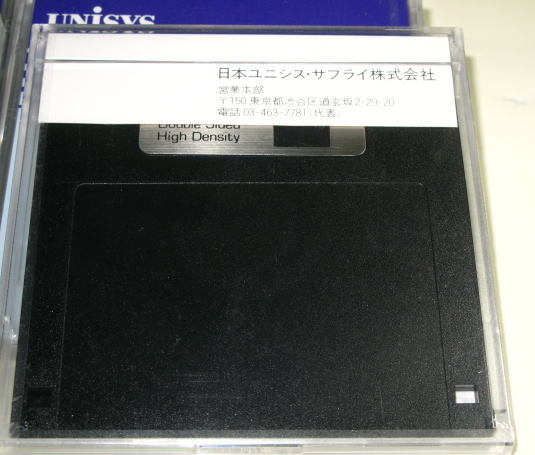 UNISYS
日本ユニシス・サプライ株式会社
営業本部
〒150 東京都渋谷区道玄坂2-29-20
電話 03-463-7781(代表)
Double Sided
High Density